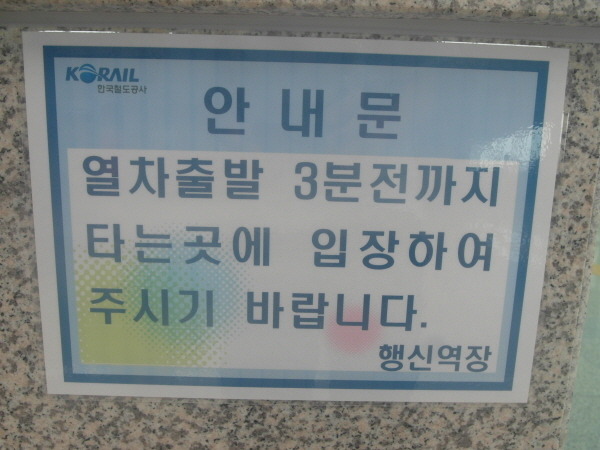 KORAIL
한국철도공사
안내문
열차출발 3분전까지
타는곳에 입장하여
주시기 바랍니다.
행신역장